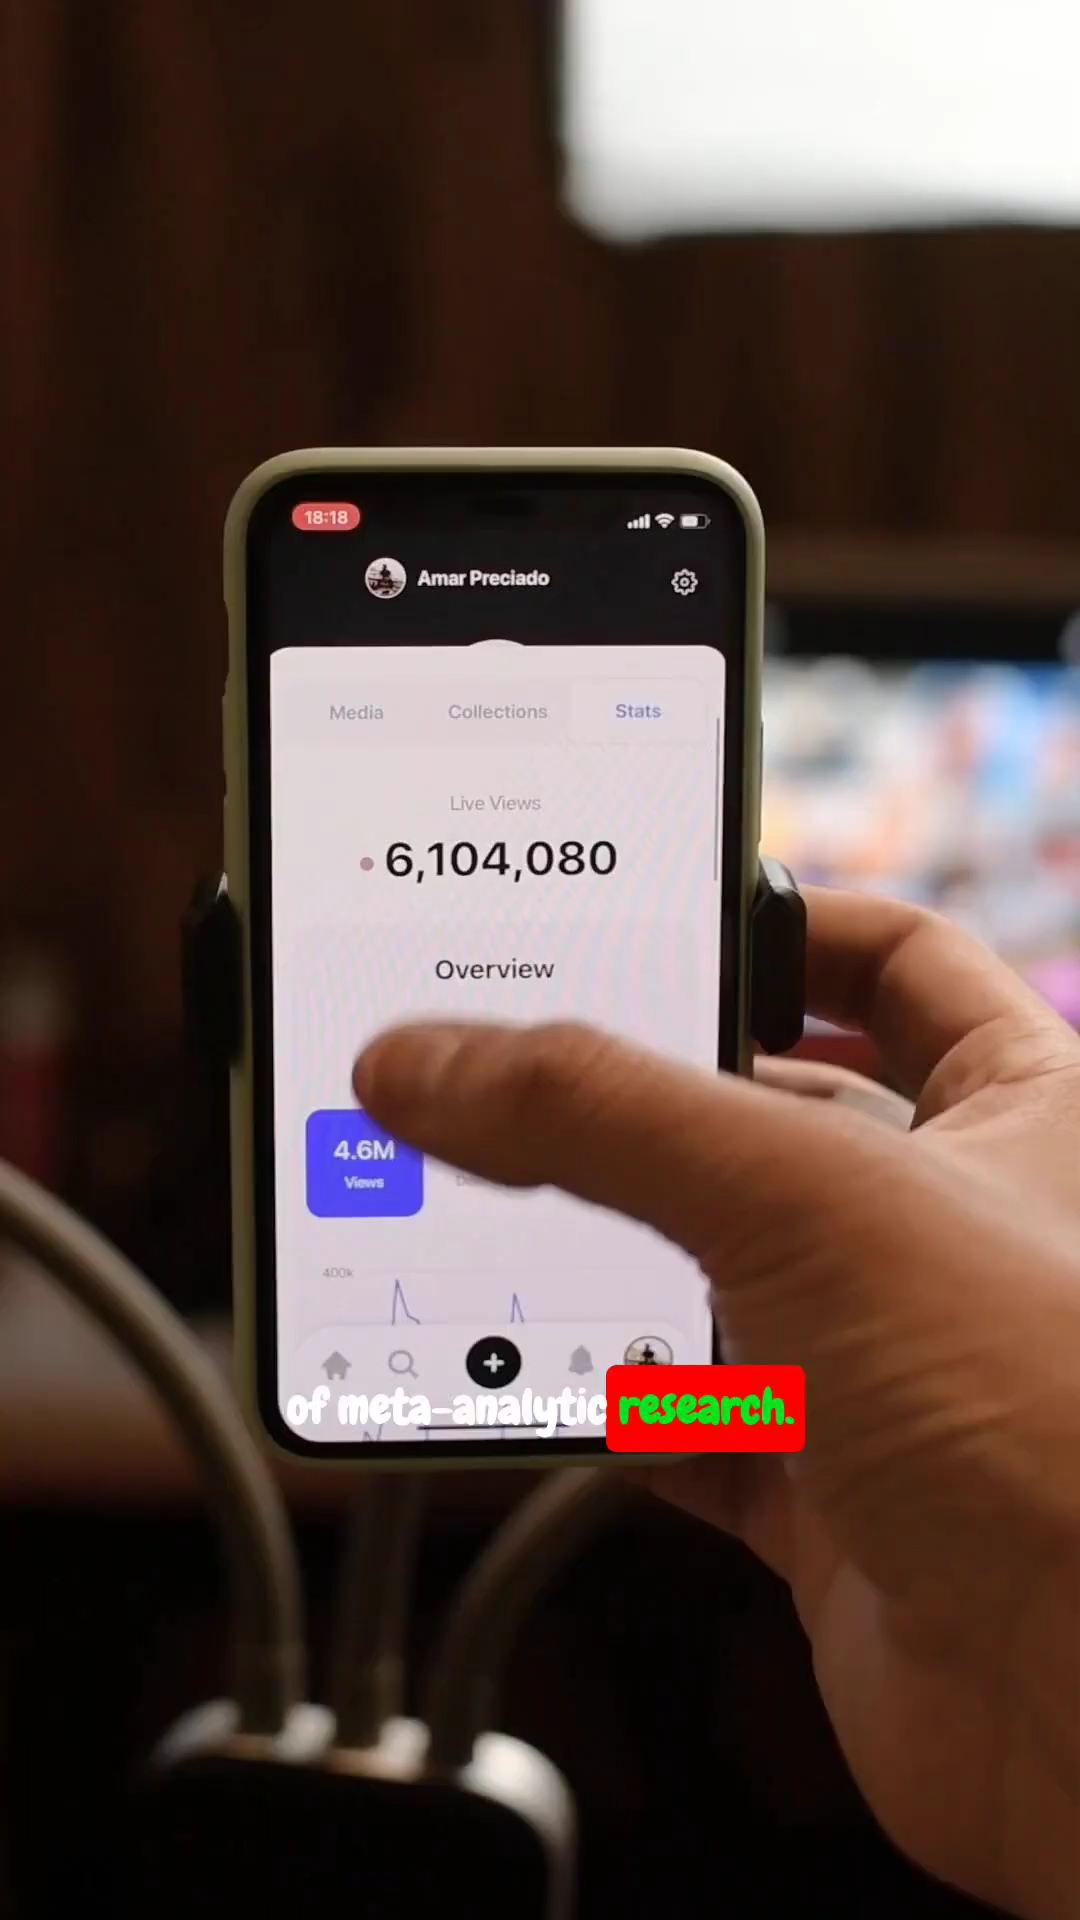 18:18
Amar Preciado
Media Collections Stats
Live Views
6,104,080
Overview
4.6M
Views
400k
of meta-analytic research.